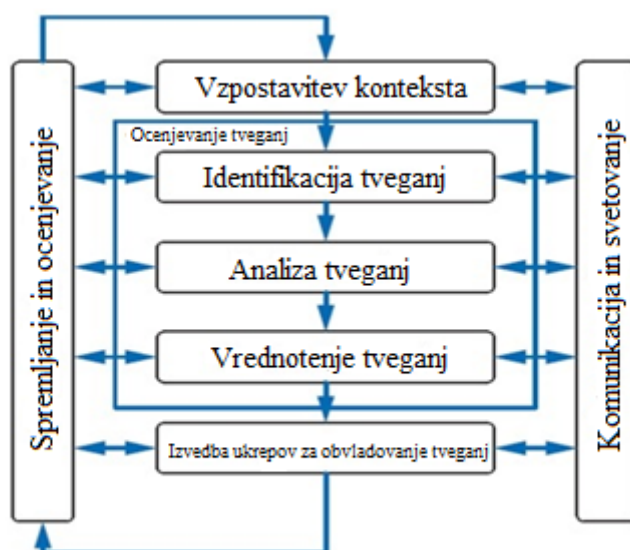 Vzpostavitev konteksta
Ocenjevanje tveganj
Identifikacija tveganj
Analiza tveganj
Vrednotenje tveganj
Izvedba ukrepov za obvladovanje tveganj
Spremljanje in ocenjevanje
Komunikacija in svetovanje